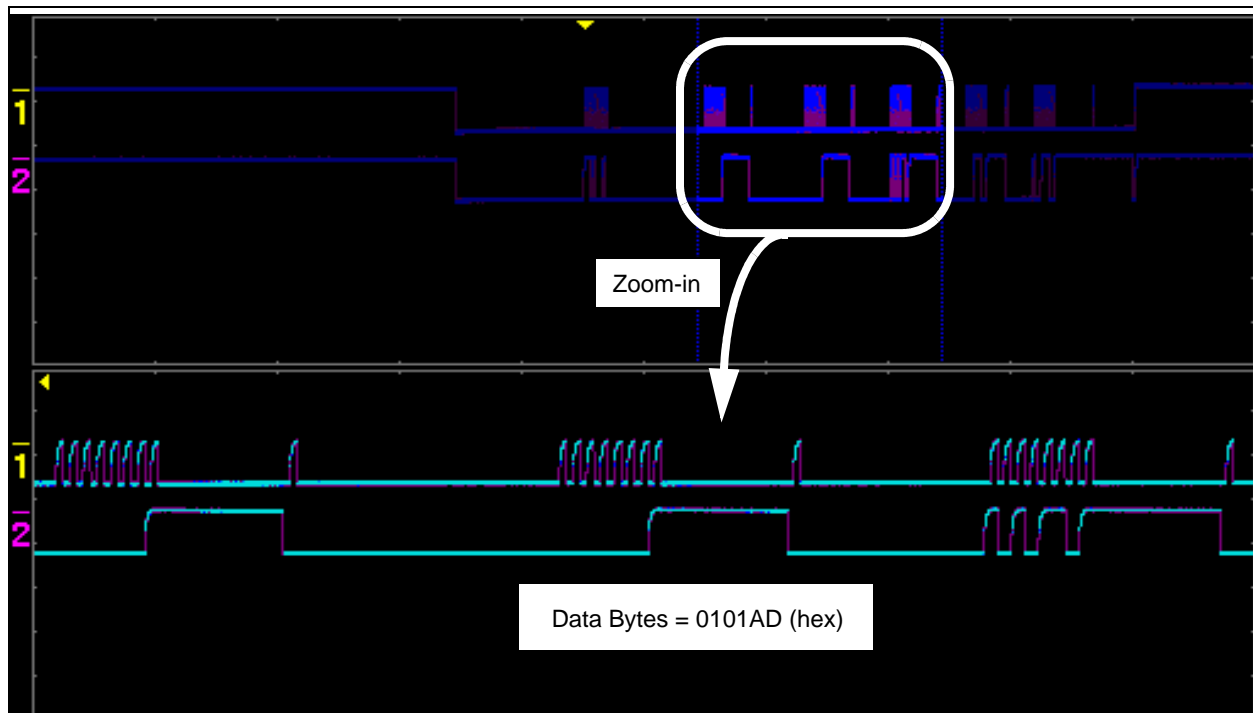 1
2
Zoom-in
1
2
Data Bytes = 0101AD (hex)